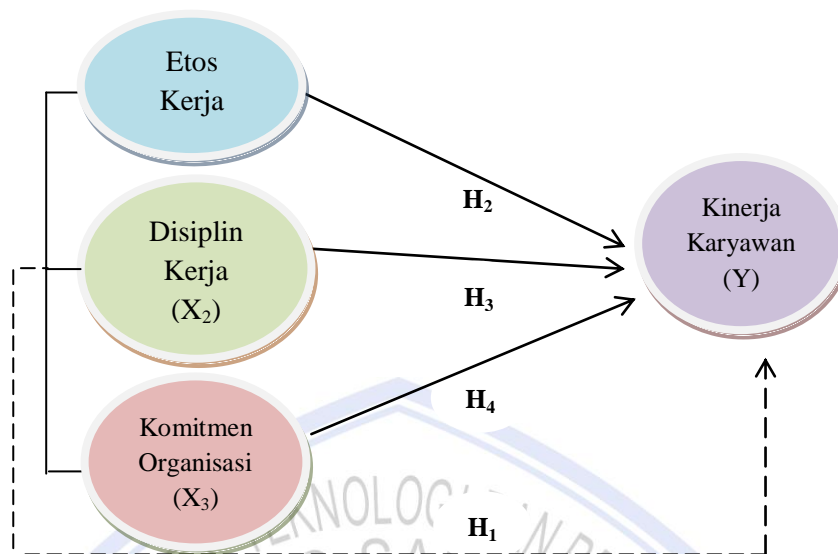 Etos
Kerja
H₂
Disiplin
Kerja
(X₂)
Kinerja
Karyawan
(Y)
H₃
H₄
Komitmen
Organisasi
(X₃)
H₁